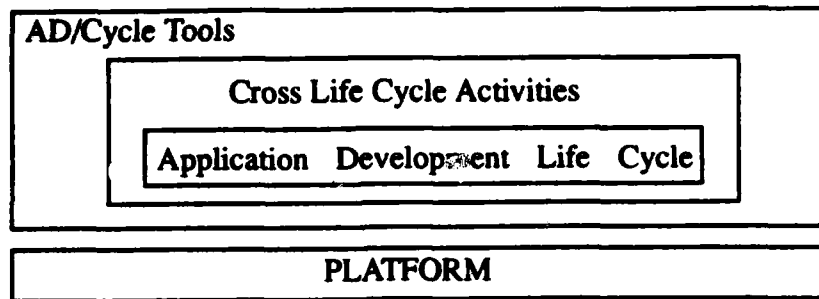 AD/Cycle Tools
Cross Life Cycle Activities
Application Development Life Cycle
PLATFORM